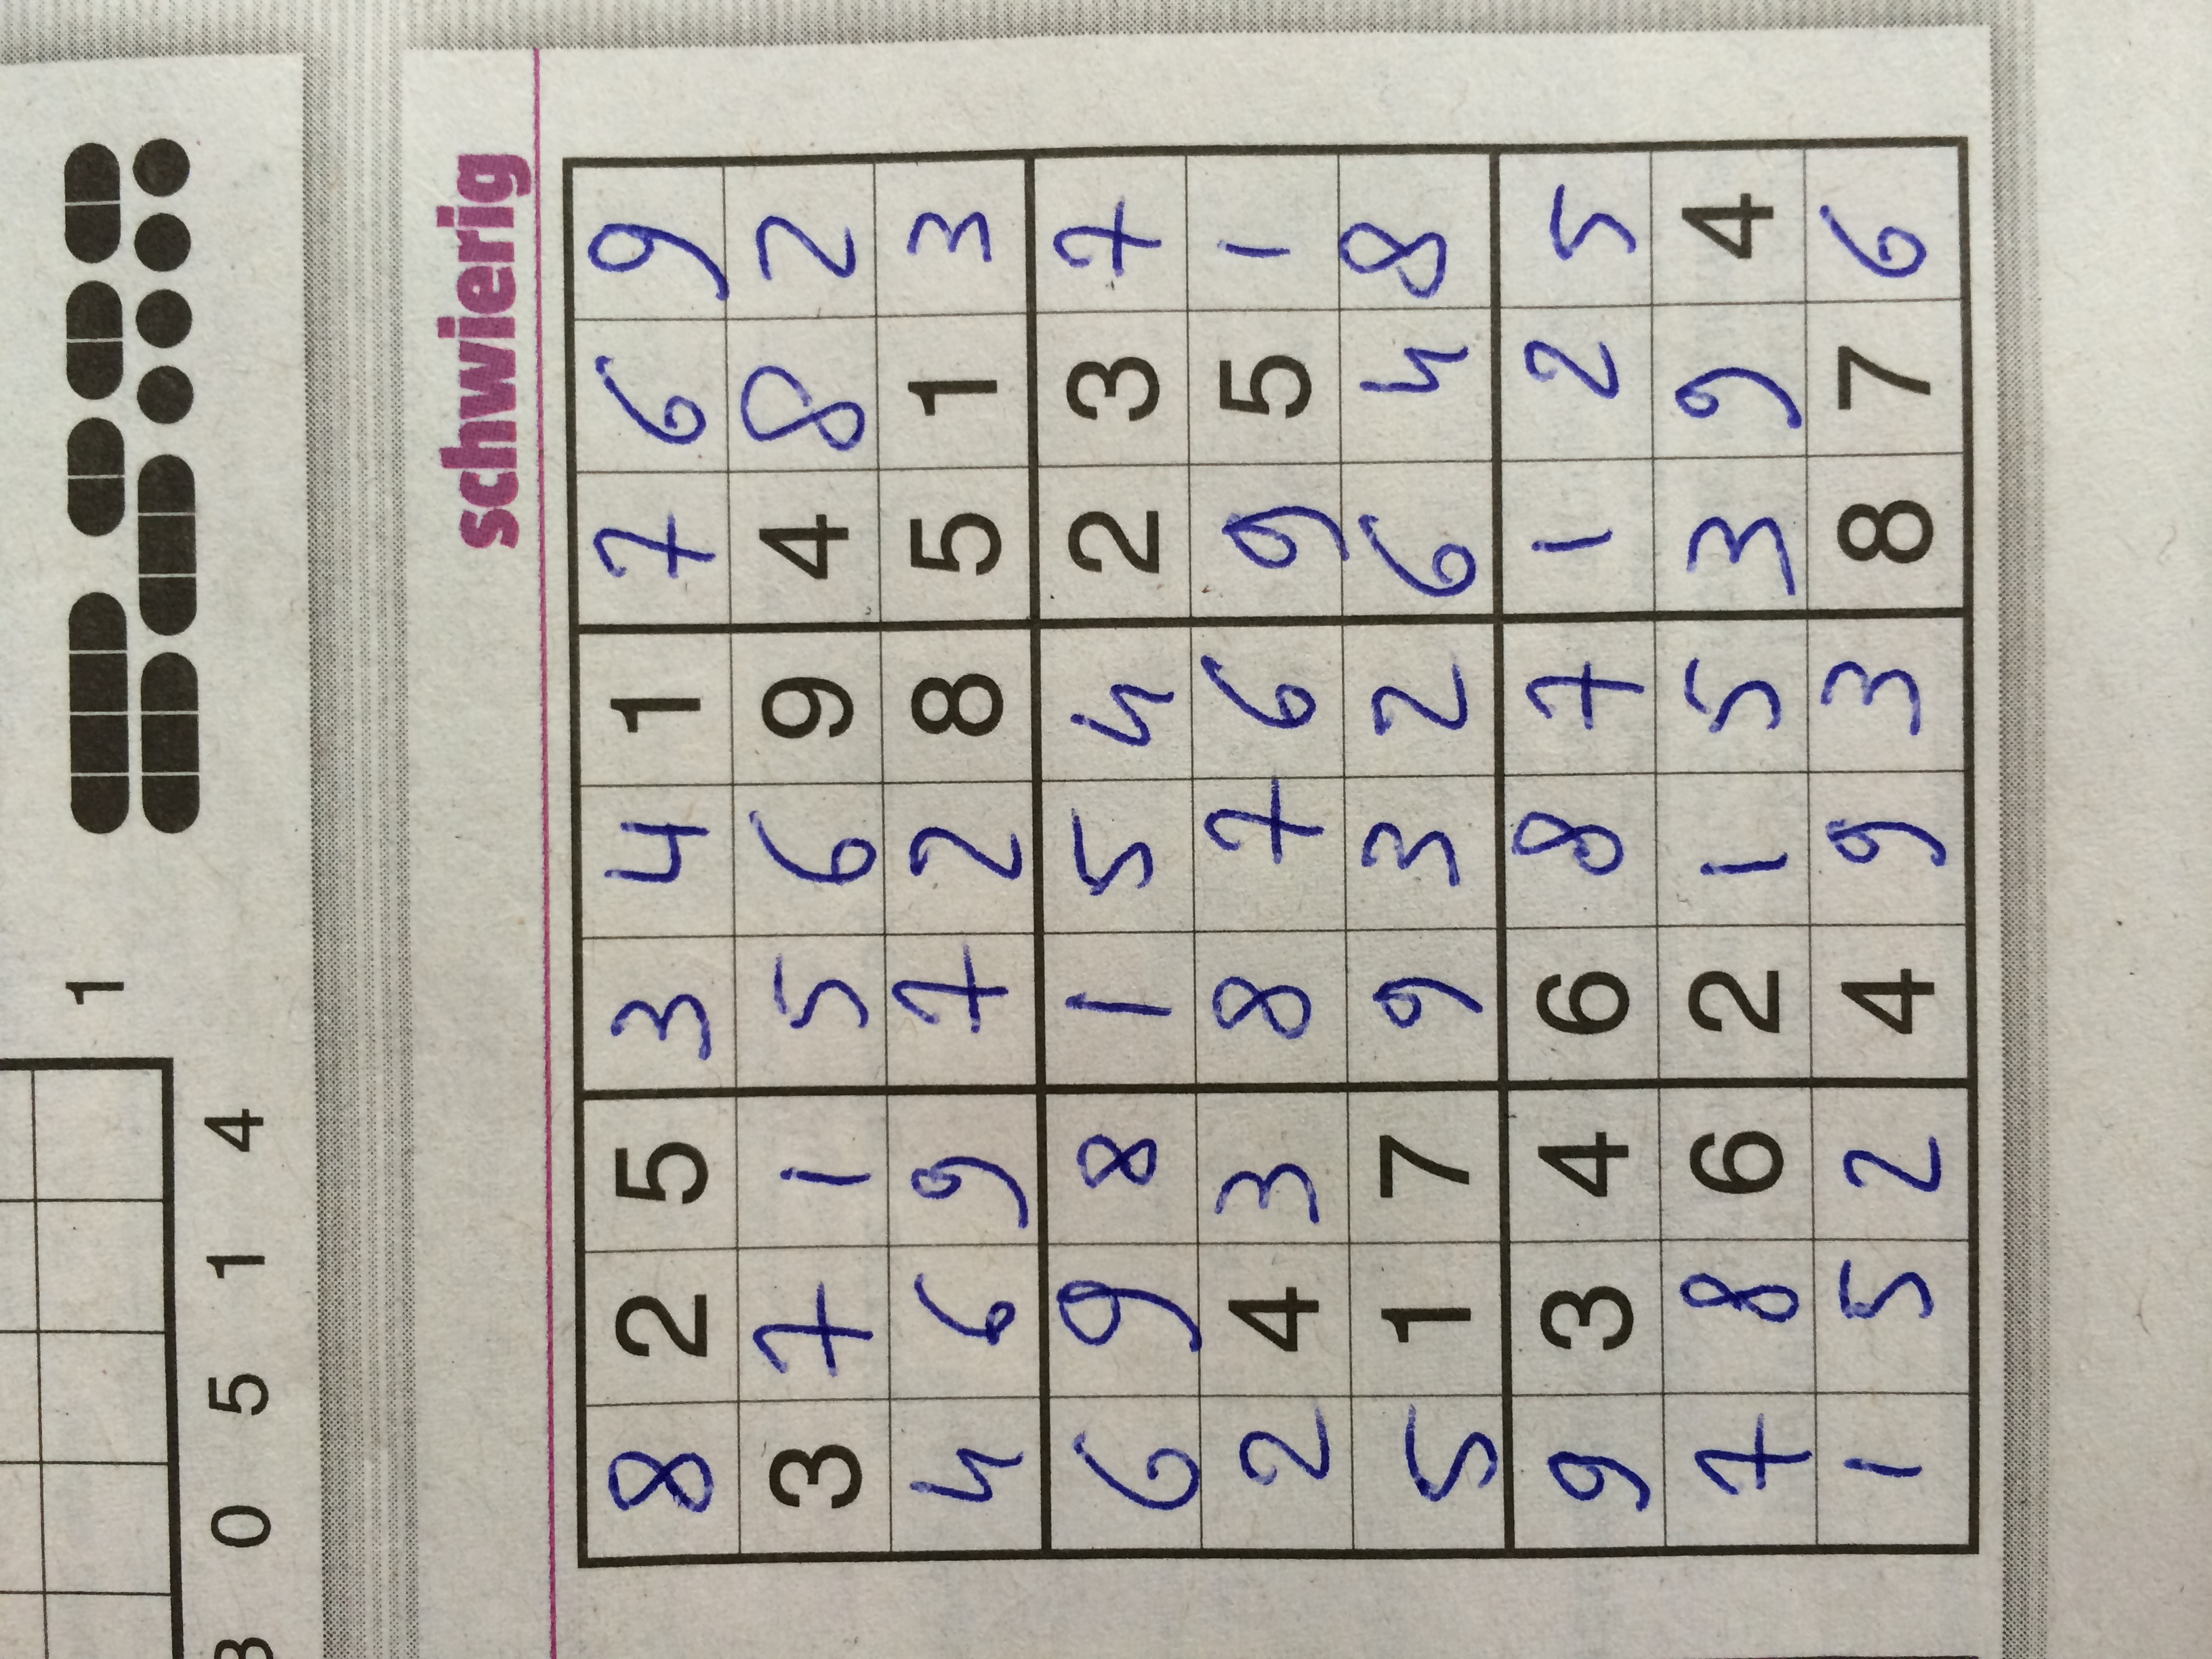 1
0 5 1 4
schwierig
8 2 5 3 4 1 7 6 9
3 7 1 5 6 9 4 8 2
4 6 9 7 2 8 5 1 3
6 9 8 1 5 4 2 3 7
2 4 3 8 7 6 9 5 1
5 1 7 9 3 2 6 4 8
9 3 4 6 8 7 1 2 5
7 8 6 2 1 5 3 9 4
1 5 2 4 9 3 8 7 6